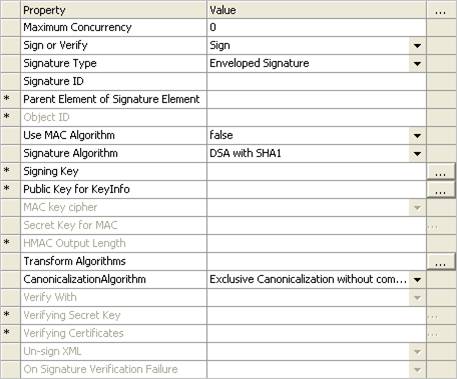 Property Value ...
Maximum Concurrency 0
Sign or Verify Sign
Signature Type Enveloped Signature
Signature ID
* Parent Element of Signature Element
* Object ID
Use MAC Algorithm false
Signature Algorithm DSA with SHA1
* Signing Key ...
* Public Key for KeyInfo ...
MAC key cipher
Secret Key for MAC ...
* HMAC Output Length
Transform Algorithms ...
CanonicalizationAlgorithm Exclusive Canonicalization without com...
Verify With
* Verifying Secret Key ...
* Verifying Certificates ...
Un-sign XML
On Signature Verification Failure